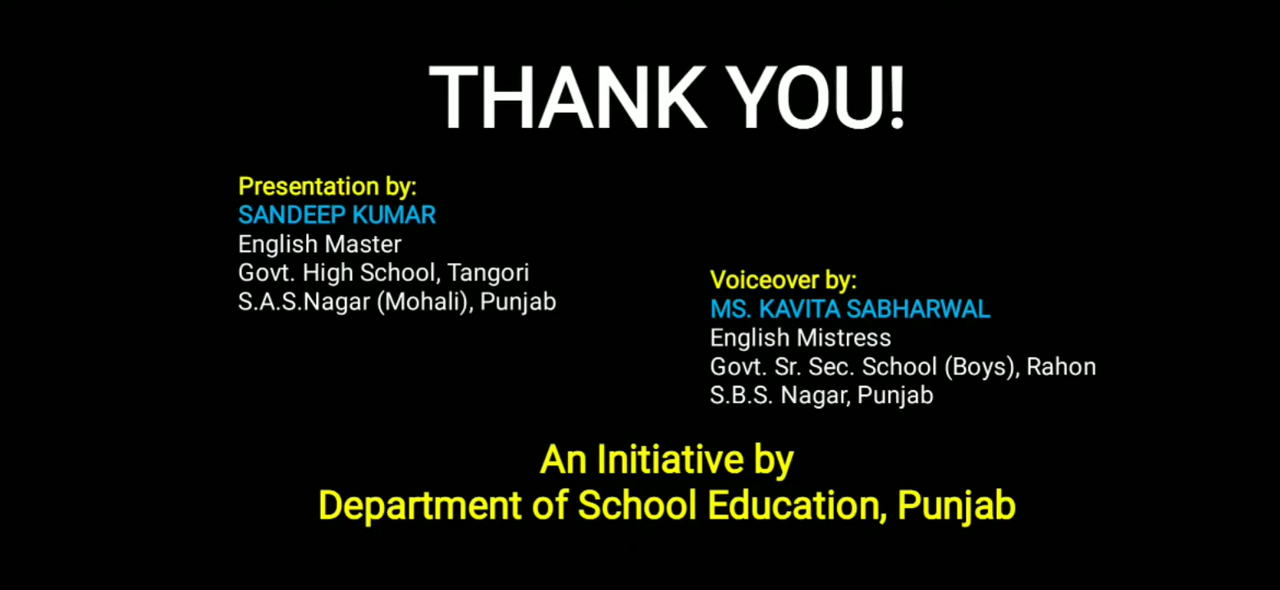 THANK YOU!
Presentation by:
SANDEEP KUMAR
English Master
Govt. High School, Tangori
S.A.S.Nagar (Mohali), Punjab
Voiceover by:
MS. KAVITA SABHARWAL
English Mistress
Govt. Sr. Sec. School (Boys), Rahon
S.B.S. Nagar, Punjab
An Initiative by
Department of School Education, Punjab